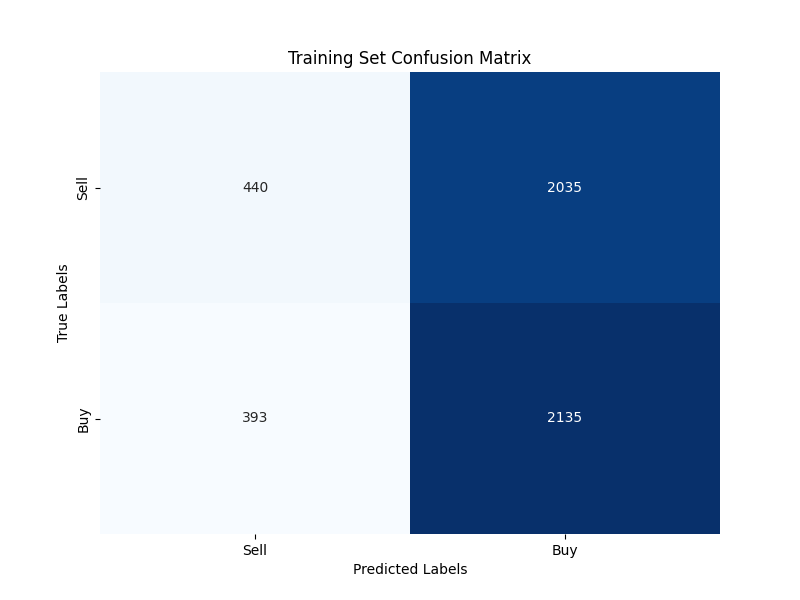 Training Set Confusion Matrix
Sell
440
2035
True Labels
Buy
393
2135
Sell
Buy
Predicted Labels